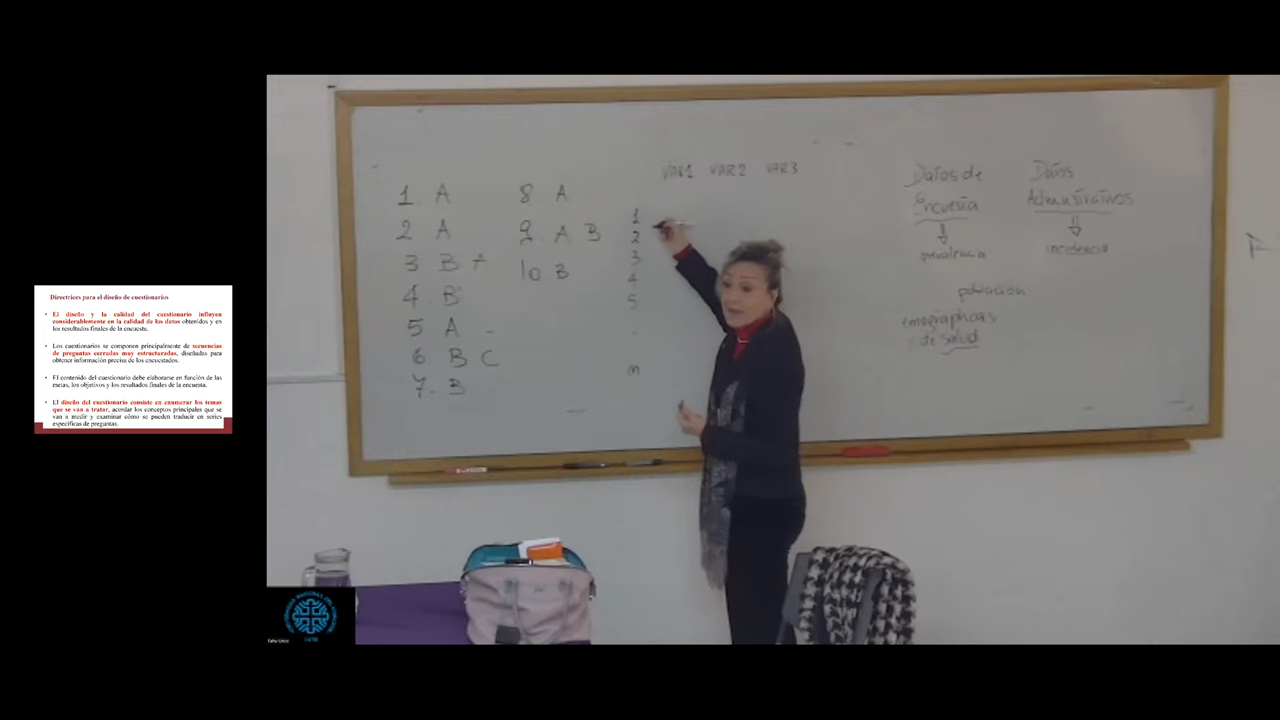 Directrices para el diseño de cuestionarios
• El diseño y la calidad del cuestionario influyen
considerablemente en la calidad de los datos obtenidos y en
los resultados finales de la encuesta.
• Los cuestionarios se componen principalmente de secuencias
de preguntas cerradas muy estructuradas, diseñadas para
obtener información precisa de los encuestados.
• El contenido del cuestionario debe elaborarse en función de las
metas, los objetivos y los resultados finales de la encuesta.
• El diseño del cuestionario consiste en enumerar los temas
que se van a tratar, acordar los conceptos principales que se
van a medir y examinar cómo se pueden traducir en series
específicas de preguntas.
1 A
2 A
3 B A
4 B
5 A -
6 B C
7. B
8 A
9. A B
10 B
VAR1 VAR2 VAR3
1
2
3
4
5
.
m
Datos de
Encuesta
prevalencia
Datos
incidencia
población
de Salud